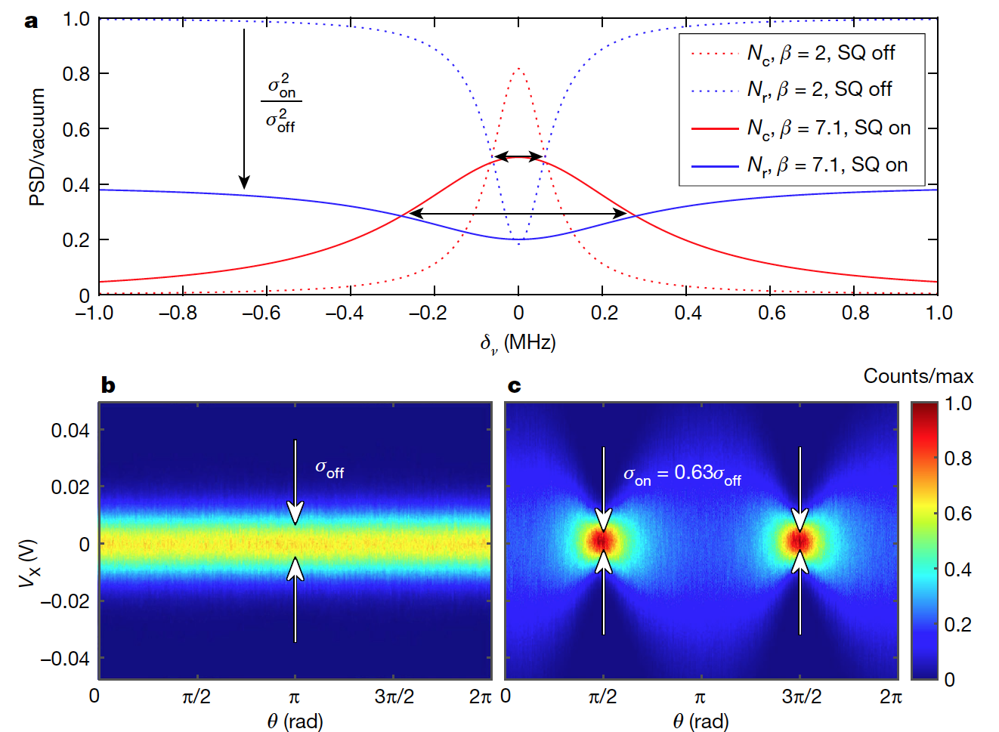 a
PSD/vacuum
1.0
0.8
0.6
0.4
0.2
0
σ²on
σ²off
Nc, β = 2, SQ off
Nr, β = 2, SQ off
Nc, β = 7.1, SQ on
Nr, β = 7.1, SQ on
−1.0 −0.8 −0.6 −0.4 −0.2 0 0.2 0.4 0.6 0.8 1.0
δν (MHz)
b
VX (V)
0.04
0.02
0
−0.02
−0.04
σoff
0 π/2 π 3π/2 2π
θ (rad)
c
σon = 0.63σoff
0 π/2 π 3π/2 2π
θ (rad)
Counts/max
1.0
0.8
0.6
0.4
0.2
0